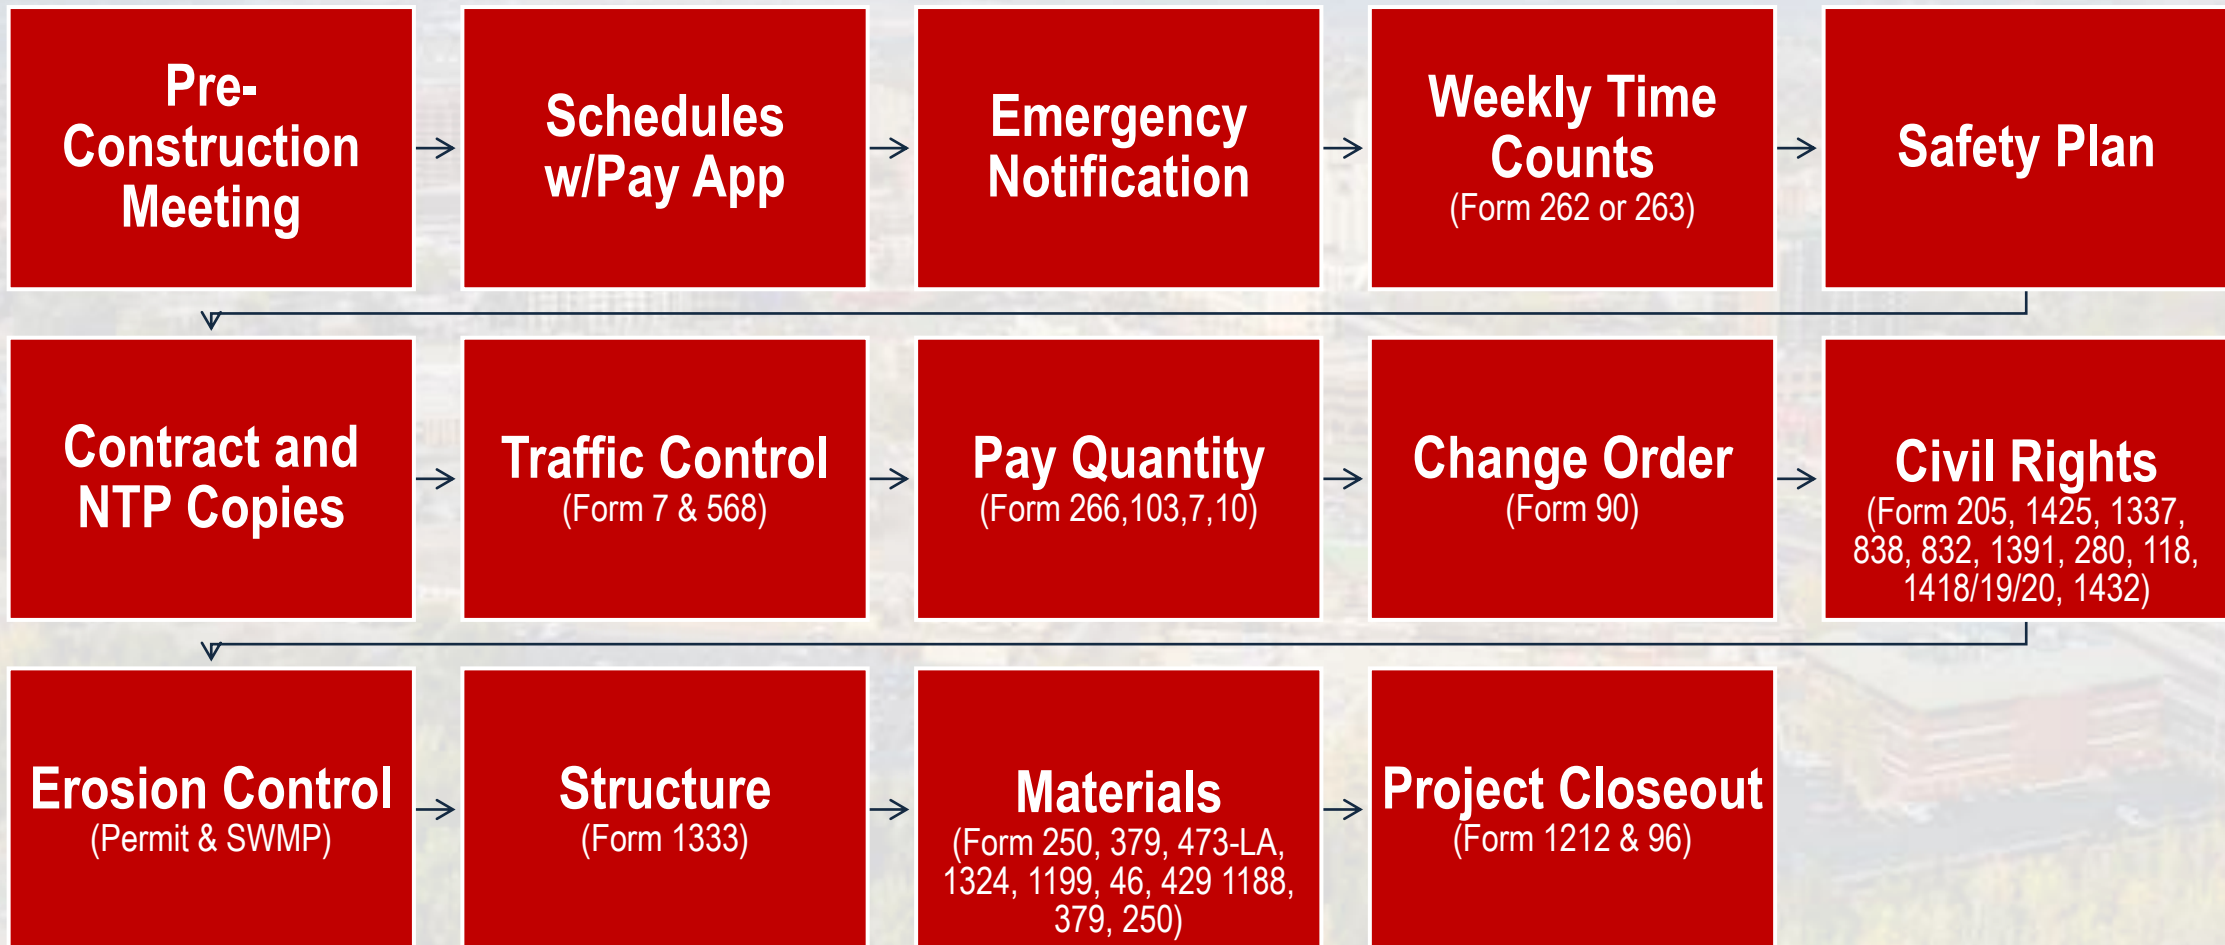 Pre-
Construction
Meeting
Schedules
w/Pay App
Emergency
Notification
Weekly Time
Counts
(Form 262 or 263)
Safety Plan
Contract and
NTP Copies
Traffic Control
(Form 7 & 568)
Pay Quantity
(Form 266,103,7,10)
Change Order
(Form 90)
Civil Rights
(Form 205, 1425, 1337,
838, 832, 1391, 280, 118,
1418/19/20, 1432)
Erosion Control
(Permit & SWMP)
Structure
(Form 1333)
Materials
(Form 250, 379, 473-LA,
1324, 1199, 46, 429 1188,
379, 250)
Project Closeout
(Form 1212 & 96)